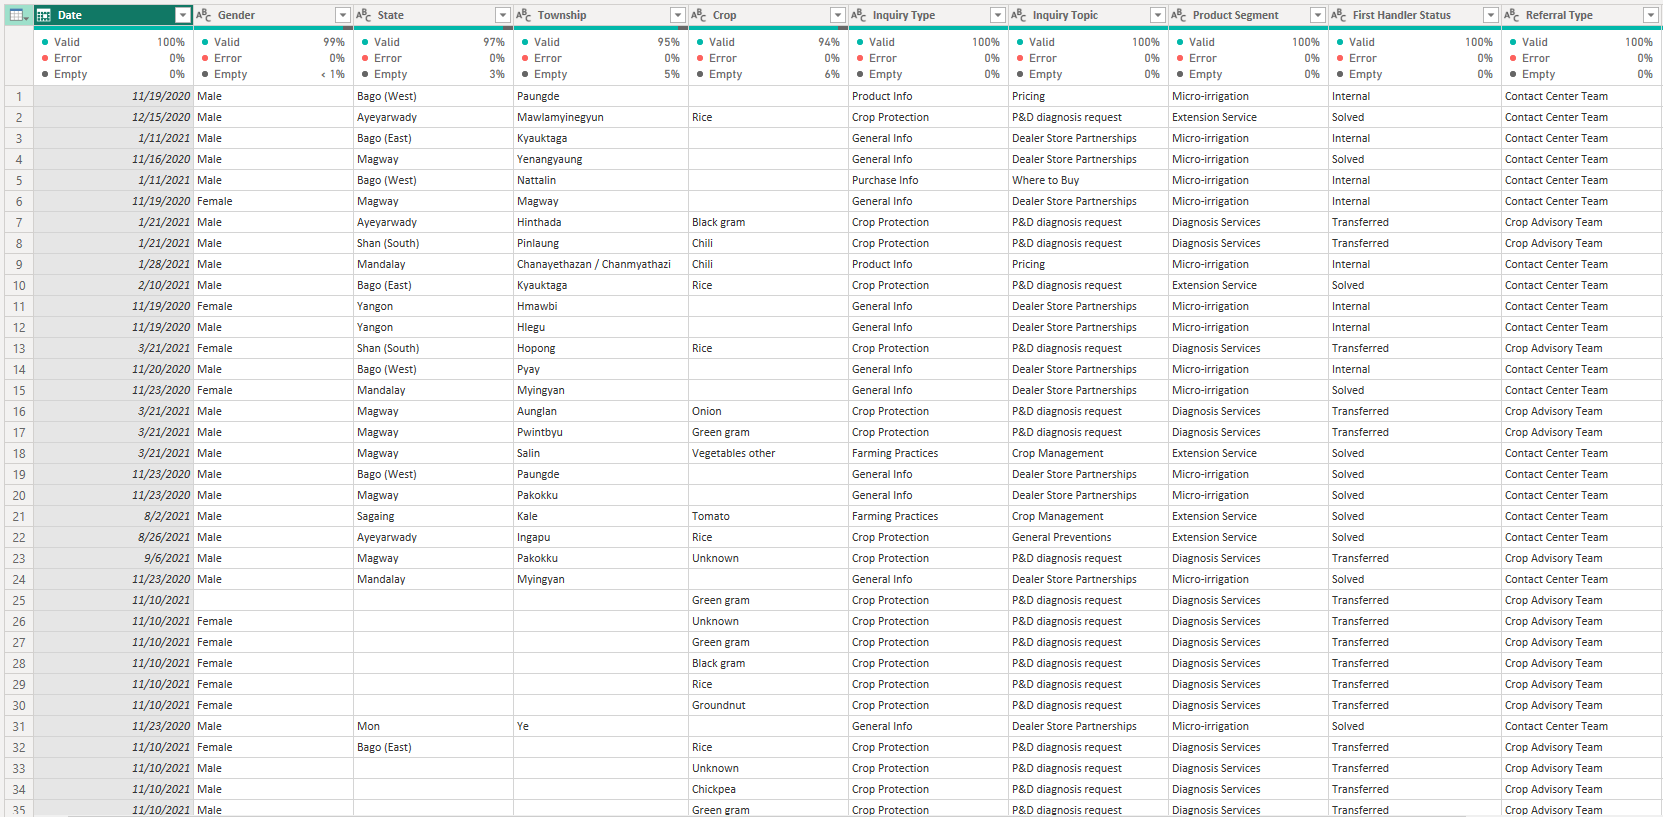 Date ABC Gender ABC State ABC Township ABC Crop ABC Inquiry Type ABC Inquiry Topic ABC Product Segment ABC First Handler Status ABC Referral Type
Valid 100% Valid 99% Valid 97% Valid 95% Valid 94% Valid 100% Valid 100% Valid 100% Valid 100% Valid 100%
Error 0% Error 0% Error 0% Error 0% Error 0% Error 0% Error 0% Error 0% Error 0% Error 0%
Empty 0% Empty < 1% Empty 3% Empty 5% Empty 6% Empty 0% Empty 0% Empty 0% Empty 0% Empty 0%
1 11/19/2020 Male Bago (West) Paungde Product Info Pricing Micro-irrigation Internal Contact Center Team
2 12/15/2020 Male Ayeyarwady Mawlamyinegyun Rice Crop Protection P&D diagnosis request Extension Service Solved Contact Center Team
3 1/11/2021 Male Bago (East) Kyauktaga General Info Dealer Store Partnerships Micro-irrigation Internal Contact Center Team
4 11/16/2020 Male Magway Yenangyaung General Info Dealer Store Partnerships Micro-irrigation Solved Contact Center Team
5 1/11/2021 Male Bago (West) Nattalin Purchase Info Where to Buy Micro-irrigation Internal Contact Center Team
6 11/19/2020 Female Magway Magway General Info Dealer Store Partnerships Micro-irrigation Internal Contact Center Team
7 1/21/2021 Male Ayeyarwady Hinthada Black gram Crop Protection P&D diagnosis request Diagnosis Services Transferred Crop Advisory Team
8 1/21/2021 Male Shan (South) Pinlaung Chili Crop Protection P&D diagnosis request Diagnosis Services Transferred Crop Advisory Team
9 1/28/2021 Male Mandalay Chanayethazan / Chanmyathazi Chili Product Info Pricing Micro-irrigation Internal Contact Center Team
10 2/10/2021 Male Bago (East) Kyauktaga Rice Crop Protection P&D diagnosis request Extension Service Solved Contact Center Team
11 11/19/2020 Female Yangon Hmawbi General Info Dealer Store Partnerships Micro-irrigation Internal Contact Center Team
12 11/19/2020 Male Yangon Hlegu General Info Dealer Store Partnerships Micro-irrigation Internal Contact Center Team
13 3/21/2021 Female Shan (South) Hopong Rice Crop Protection P&D diagnosis request Diagnosis Services Transferred Crop Advisory Team
14 11/20/2020 Male Bago (West) Pyay General Info Dealer Store Partnerships Micro-irrigation Internal Contact Center Team
15 11/23/2020 Female Mandalay Myingyan General Info Dealer Store Partnerships Micro-irrigation Solved Contact Center Team
16 3/21/2021 Male Magway Aunglan Onion Crop Protection P&D diagnosis request Diagnosis Services Transferred Crop Advisory Team
17 3/21/2021 Male Magway Pwintbyu Green gram Crop Protection P&D diagnosis request Diagnosis Services Transferred Crop Advisory Team
18 3/21/2021 Male Magway Salin Vegetables other Farming Practices Crop Management Extension Service Solved Contact Center Team
19 11/23/2020 Male Bago (West) Paungde General Info Dealer Store Partnerships Micro-irrigation Solved Contact Center Team
20 11/23/2020 Male Magway Pakokku General Info Dealer Store Partnerships Micro-irrigation Solved Contact Center Team
21 8/2/2021 Male Sagaing Kale Tomato Farming Practices Crop Management Extension Service Solved Contact Center Team
22 8/26/2021 Male Ayeyarwady Ingapu Rice Crop Protection General Preventions Extension Service Solved Contact Center Team
23 9/6/2021 Male Magway Pakokku Unknown Crop Protection P&D diagnosis request Diagnosis Services Transferred Crop Advisory Team
24 11/23/2020 Male Mandalay Myingyan General Info Dealer Store Partnerships Micro-irrigation Solved Contact Center Team
25 11/10/2021 Green gram Crop Protection P&D diagnosis request Diagnosis Services Transferred Crop Advisory Team
26 11/10/2021 Female Unknown Crop Protection P&D diagnosis request Diagnosis Services Transferred Crop Advisory Team
27 11/10/2021 Female Green gram Crop Protection P&D diagnosis request Diagnosis Services Transferred Crop Advisory Team
28 11/10/2021 Female Black gram Crop Protection P&D diagnosis request Diagnosis Services Transferred Crop Advisory Team
29 11/10/2021 Female Rice Crop Protection P&D diagnosis request Diagnosis Services Transferred Crop Advisory Team
30 11/10/2021 Female Groundnut Crop Protection P&D diagnosis request Diagnosis Services Transferred Crop Advisory Team
31 11/23/2020 Male Mon Ye General Info Dealer Store Partnerships Micro-irrigation Solved Contact Center Team
32 11/10/2021 Female Bago (East) Rice Crop Protection P&D diagnosis request Diagnosis Services Transferred Crop Advisory Team
33 11/10/2021 Male Unknown Crop Protection P&D diagnosis request Diagnosis Services Transferred Crop Advisory Team
34 11/10/2021 Male Chickpea Crop Protection P&D diagnosis request Diagnosis Services Transferred Crop Advisory Team
35 11/10/2021 Male Green gram Crop Protection P&D diagnosis request Diagnosis Services Transferred Crop Advisory Team